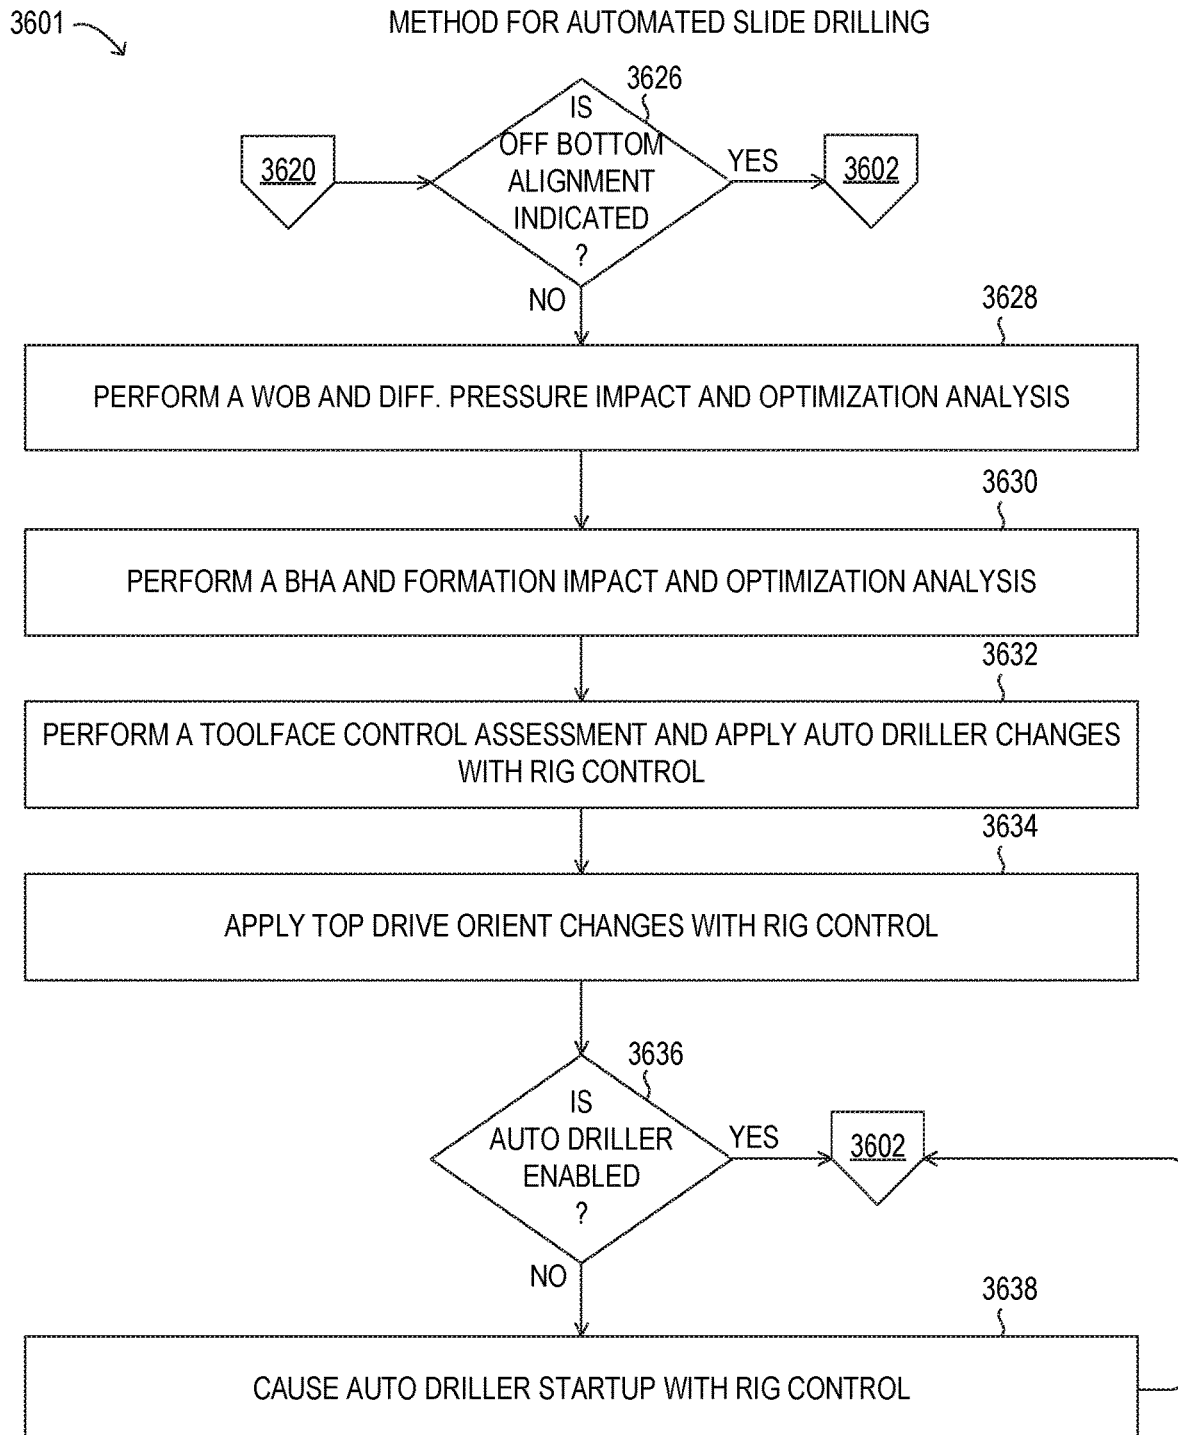 3601
METHOD FOR AUTOMATED SLIDE DRILLING
3626
IS
OFF BOTTOM
ALIGNMENT
INDICATED
?
3620
YES
3602
NO
3628
PERFORM A WOB AND DIFF. PRESSURE IMPACT AND OPTIMIZATION ANALYSIS
3630
PERFORM A BHA AND FORMATION IMPACT AND OPTIMIZATION ANALYSIS
3632
PERFORM A TOOLFACE CONTROL ASSESSMENT AND APPLY AUTO DRILLER CHANGES
WITH RIG CONTROL
3634
APPLY TOP DRIVE ORIENT CHANGES WITH RIG CONTROL
3636
IS
AUTO DRILLER
ENABLED
?
YES
3602
NO
3638
CAUSE AUTO DRILLER STARTUP WITH RIG CONTROL